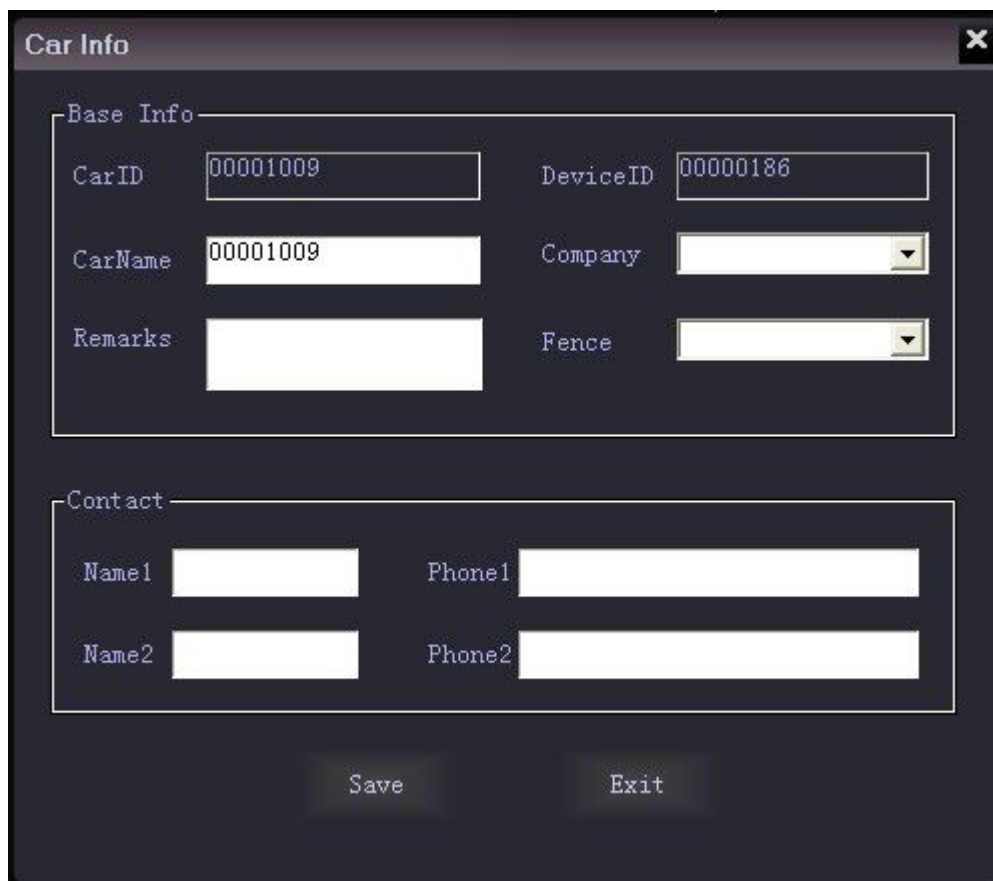 Car Info
Base Info
CarID 00001009 DeviceID 00000186
CarName 00001009 Company
Remarks Fence
Contact
Name1 Phone1
Name2 Phone2
Save Exit